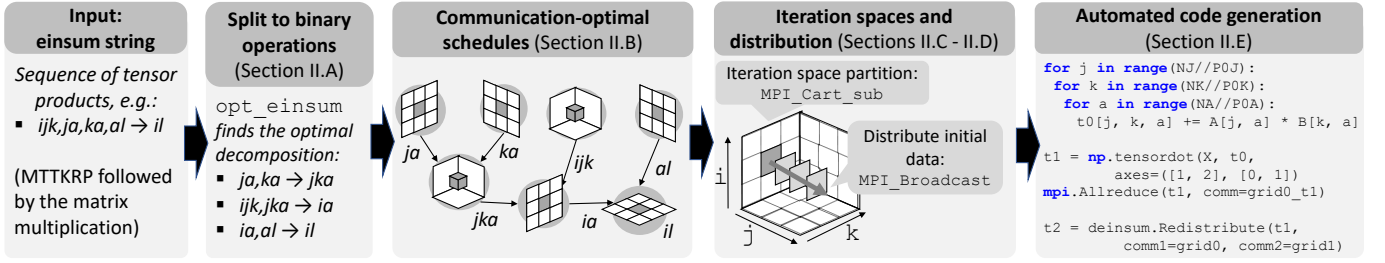 Input:
einsum string
Sequence of tensor
products, e.g.:
▪ ijk,ja,ka,al → il
(MTTKRP followed
by the matrix
multiplication)
Split to binary
operations
(Section II.A)
opt_einsum
finds the optimal
decomposition:
▪ ja,ka → jka
▪ ijk,jka → ia
▪ ia,al → il
Communication-optimal
schedules (Section II.B)
ja
ka
ijk
al
jka
ia
il
Iteration spaces and
distribution (Sections II.C - II.D)
Iteration space partition:
MPI_Cart_sub
Distribute initial
data:
MPI_Broadcast
i
j
k
Automated code generation
(Section II.E)
for j in range(NJ//P0J):
for k in range(NK//P0K):
for a in range(NA//P0A):
t0[j, k, a] += A[j, a] * B[k, a]
t1 = np.tensordot(X, t0,
axes=([1, 2], [0, 1])
mpi.Allreduce(t1, comm=grid0_t1)
t2 = deinsum.Redistribute(t1,
comm1=grid0, comm2=grid1)